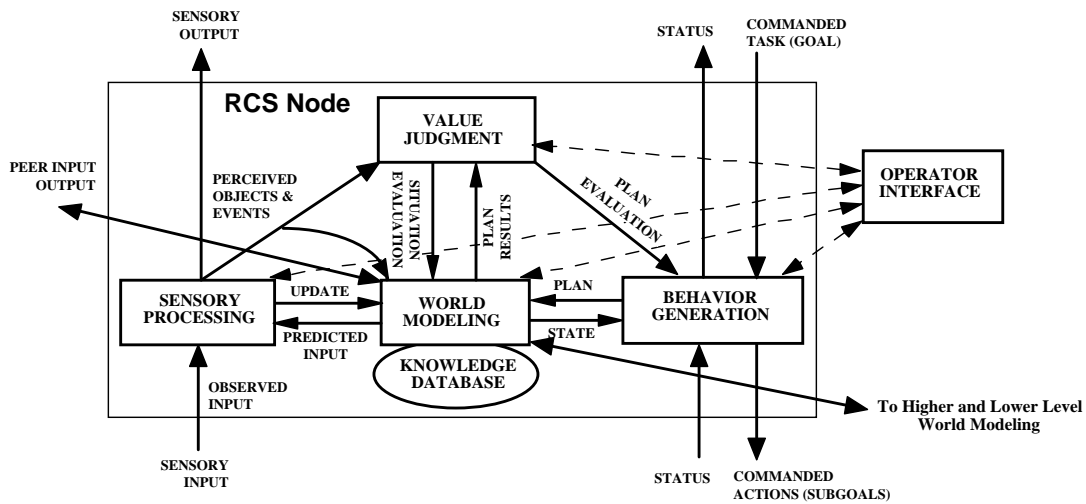 SENSORY
OUTPUT
STATUS
COMMANDED
TASK (GOAL)
RCS Node
VALUE
JUDGMENT
PEER INPUT
OUTPUT
PERCEIVED
OBJECTS &
EVENTS
SITUATION
EVALUATION
PLAN
RESULTS
PLAN
EVALUATION
OPERATOR
INTERFACE
SENSORY
PROCESSING
UPDATE
PREDICTED
INPUT
WORLD
MODELING
PLAN
STATE
BEHAVIOR
GENERATION
KNOWLEDGE
DATABASE
OBSERVED
INPUT
To Higher and Lower Level
World Modeling
SENSORY
INPUT
STATUS
COMMANDED
ACTIONS (SUBGOALS)